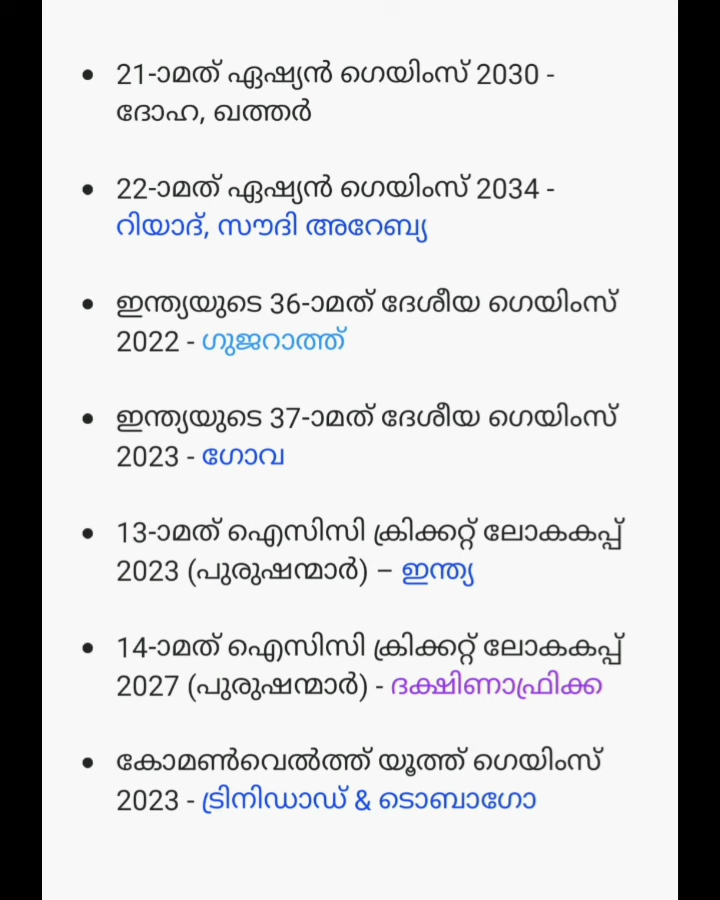 • 21-ാമത് ഏഷ്യൻ ഗെയിംസ് 2030 -
ദോഹ, ഖത്തർ
• 22-ാമത് ഏഷ്യൻ ഗെയിംസ് 2034 -
റിയാദ്, സൗദി അറേബ്യ
• ഇന്ത്യയുടെ 36-ാമത് ദേശീയ ഗെയിംസ്
2022 - ഗുജറാത്ത്
• ഇന്ത്യയുടെ 37-ാമത് ദേശീയ ഗെയിംസ്
2023 - ഗോവ
• 13-ാമത് ഐസിസി ക്രിക്കറ്റ് ലോകകപ്പ്
2023 (പുരുഷന്മാർ) – ഇന്ത്യ
• 14-ാമത് ഐസിസി ക്രിക്കറ്റ് ലോകകപ്പ്
2027 (പുരുഷന്മാർ) - ദക്ഷിണാഫ്രിക്ക
• കോമൺവെൽത്ത് യൂത്ത് ഗെയിംസ്
2023 - ട്രിനിഡാഡ് & ടൊബാഗോ